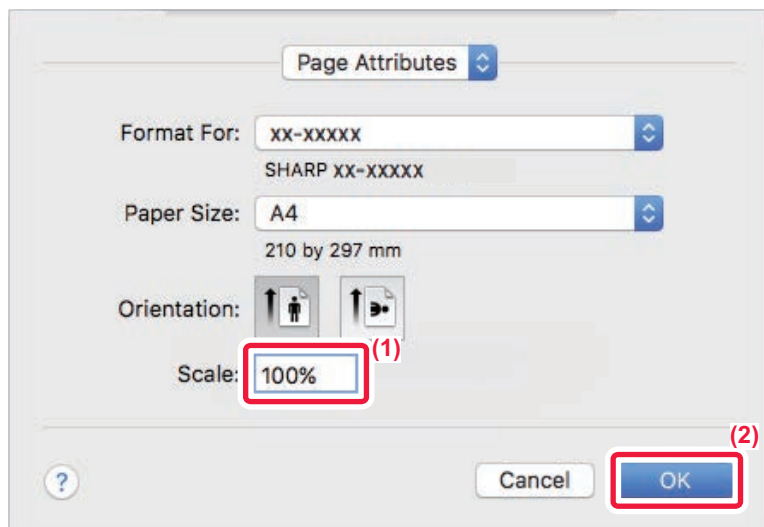 Page Attributes
Format For: xx-xxxxx
SHARP xx-xxxxx
Paper Size: A4
210 by 297 mm
Orientation:
(1)
Scale: 100%
(2)
? Cancel OK